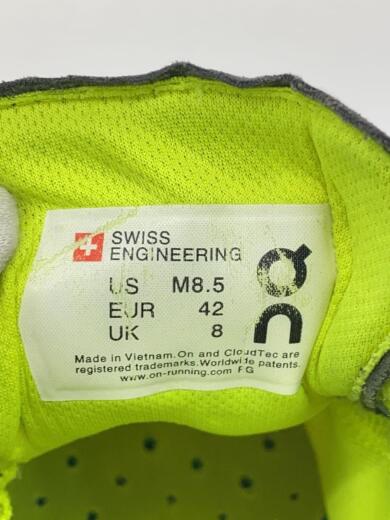 SWISS
ENGINEERING
US M8.5
EUR 42
UK 8
Made in Vietnam.On and CloudTec are
registered trademarks.Worldwide patents.
www.on-running.com FG